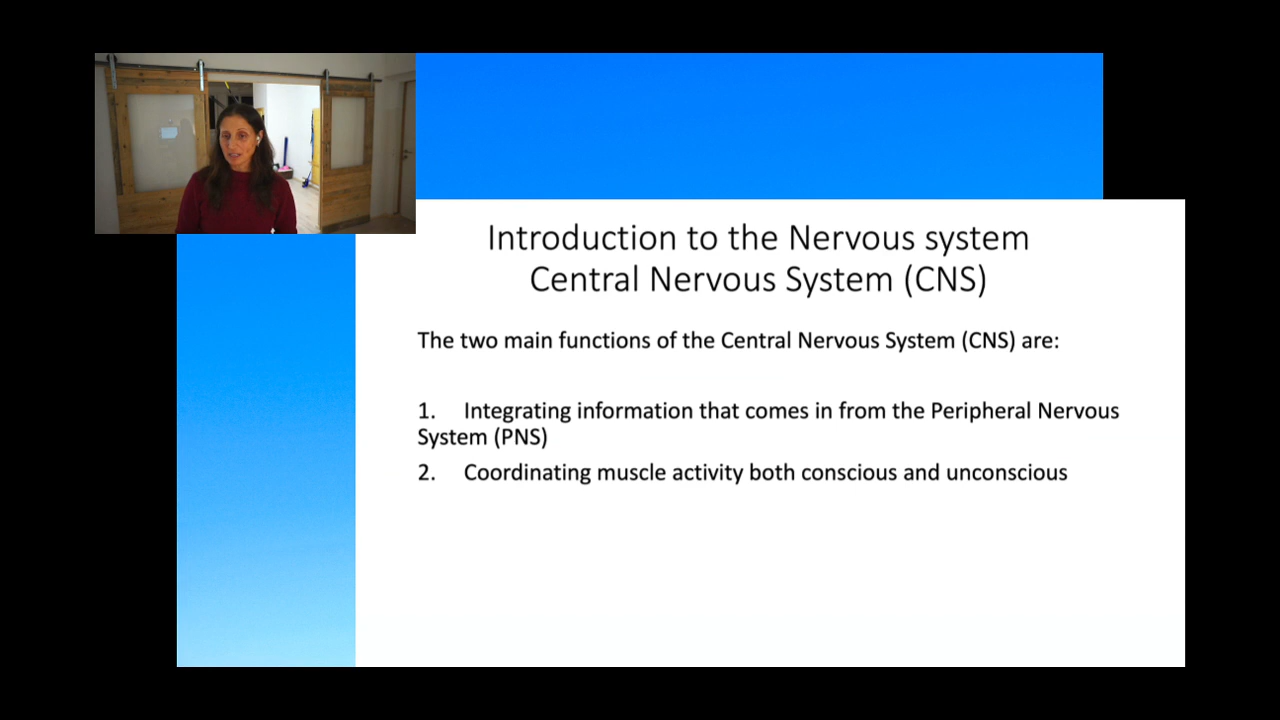 Introduction to the Nervous system
Central Nervous System (CNS)
The two main functions of the Central Nervous System (CNS) are:
1. Integrating information that comes in from the Peripheral Nervous
System (PNS)
2. Coordinating muscle activity both conscious and unconscious